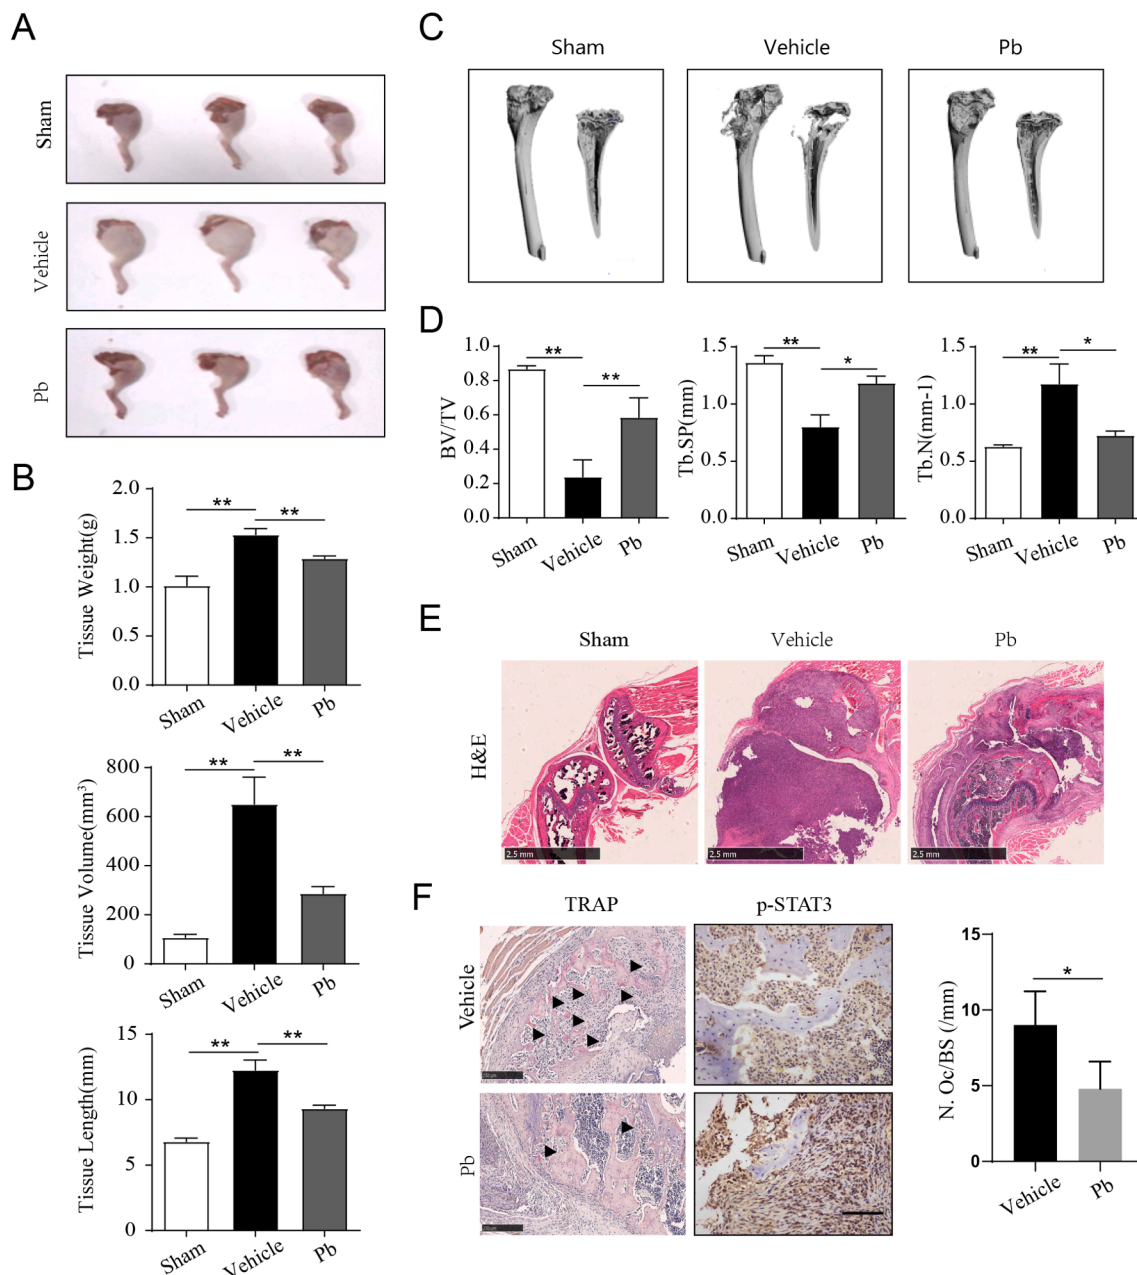 A
Sham
Vehicle
Pb
B
Tissue Weight(g)
2.0
1.5
1.0
0.5
0.0
**
**
Sham
Vehicle
Pb
Tissue Volume(mm³)
800
600
400
200
0
**
**
Sham
Vehicle
Pb
Tissue Length(mm)
15
10
5
0
**
**
Sham
Vehicle
Pb
C
Sham
Vehicle
Pb
D
BV/TV
1.0
0.8
0.6
0.4
0.2
0.0
**
**
Sham
Vehicle
Pb
Tb.SP(mm)
1.5
1.0
0.5
0.0
**
*
Sham
Vehicle
Pb
Tb.N(mm-1)
1.5
1.0
0.5
0.0
**
*
Sham
Vehicle
Pb
E
Sham
Vehicle
Pb
H&E
2.5 mm
2.5 mm
2.5 mm
F
TRAP
p-STAT3
Vehicle
Pb
N. Oc/BS (/mm)
15
10
5
0
*
Vehicle
Pb